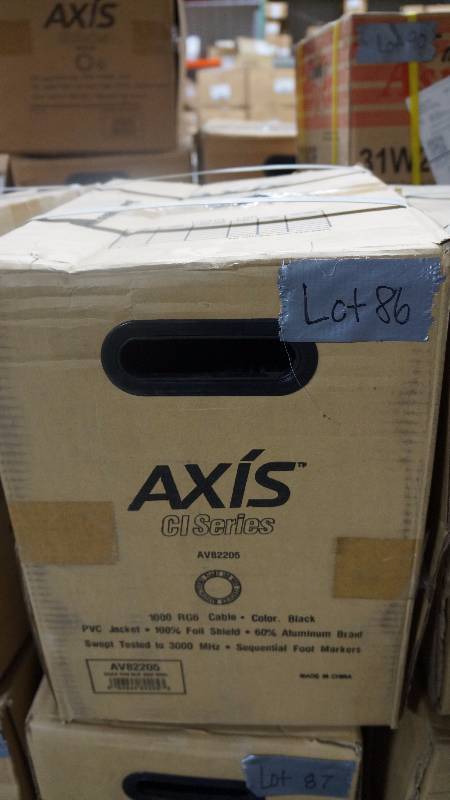 AXIS
Lot 86
AXÍS™
CI Series
AV82205
1000 RG6 Cable • Color. Black
PVC Jacket • 100% Foil Shield • 60% Aluminum Braid
Swept Tested to 3000 MHz • Sequential Foot Markers
AV82205
MADE IN CHINA
Lot 87
31W